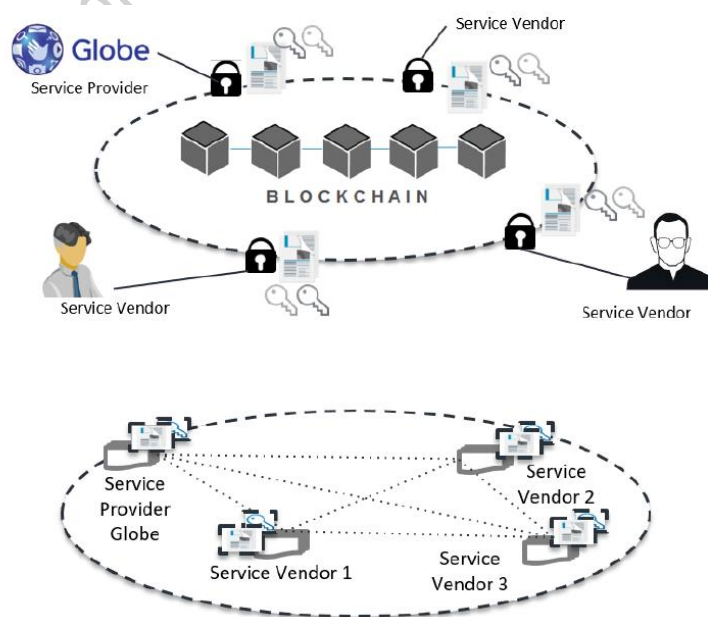 Service Vendor
Globe
Service Provider
BLOCKCHAIN
Service Vendor
Service Vendor
Service
Provider
Globe
Service
Vendor 2
Service Vendor 1
Service
Vendor 3